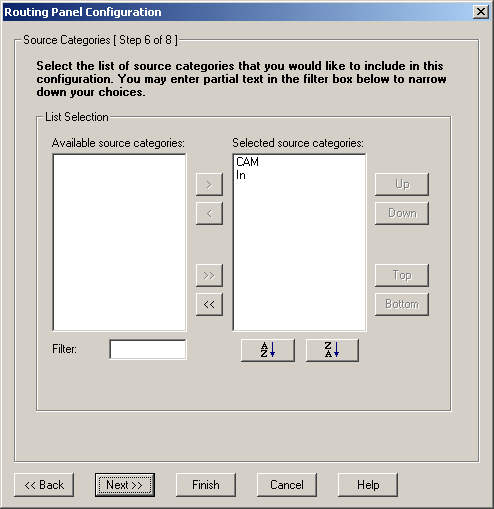 Routing Panel Configuration
Source Categories [ Step 6 of 8 ]
Select the list of source categories that you would like to include in this
configuration. You may enter partial text in the filter box below to narrow
down your choices.
List Selection
Available source categories:
Selected source categories:
CAM
In
>
<
>>
<<
Up
Down
Top
Bottom
Filter:
A
Z
Z
A
<< Back
Next >>
Finish
Cancel
Help